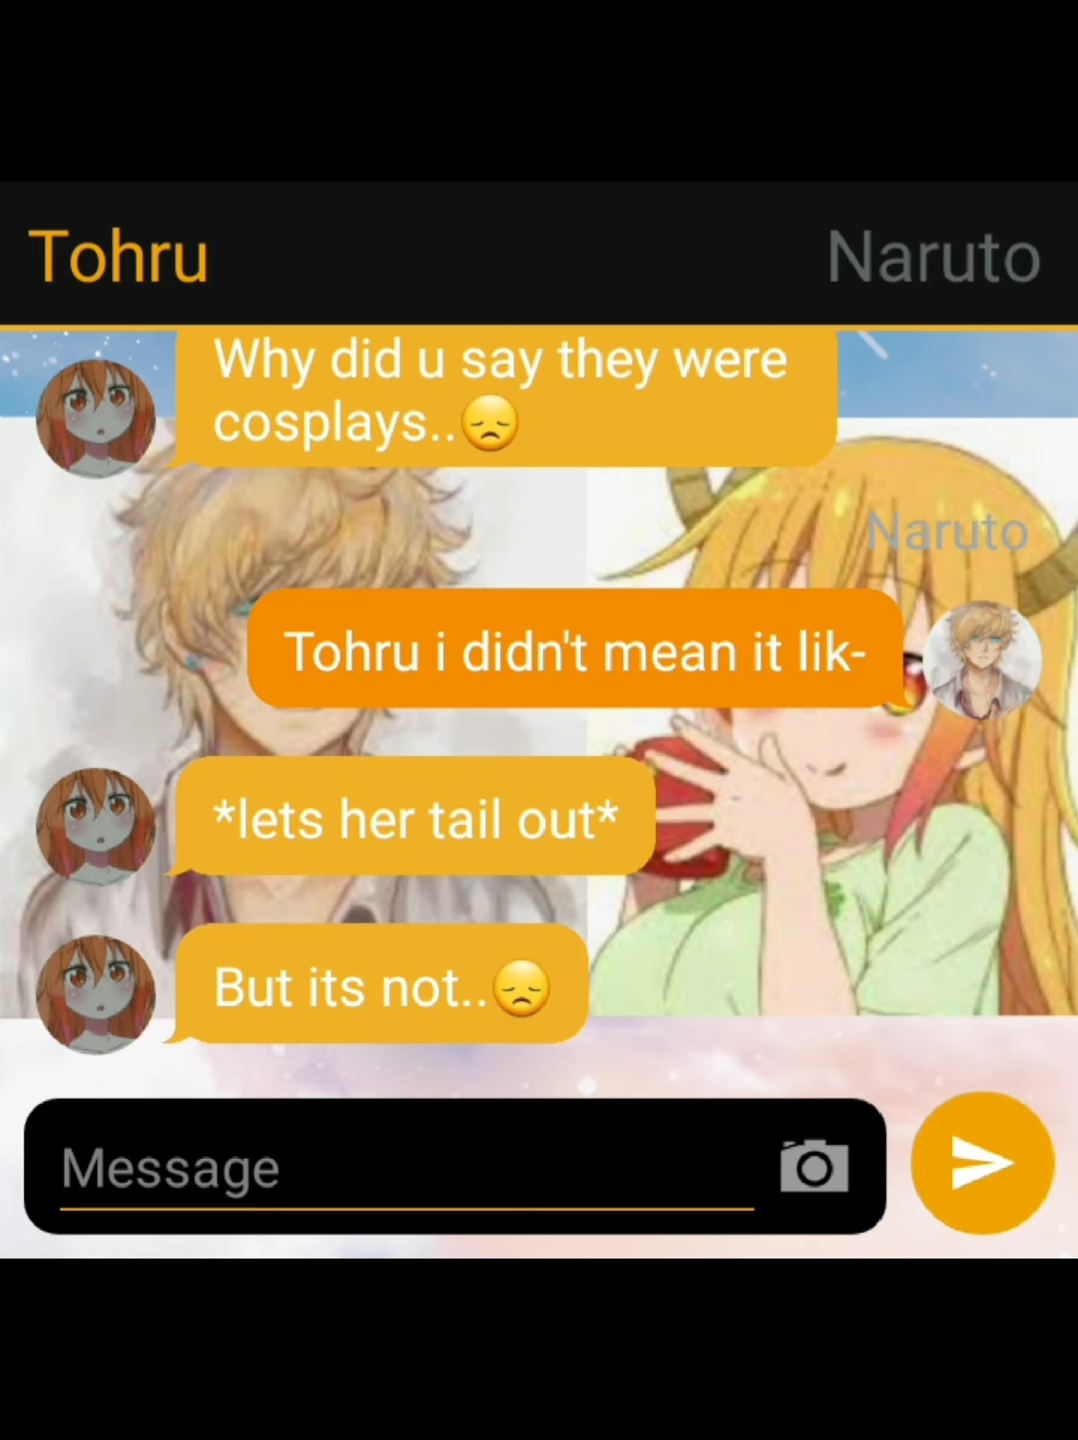 Tohru
Naruto
Why did u say they were
cosplays..😞
Naruto
Tohru i didn't mean it lik-
*lets her tail out*
But its not..😞
Message